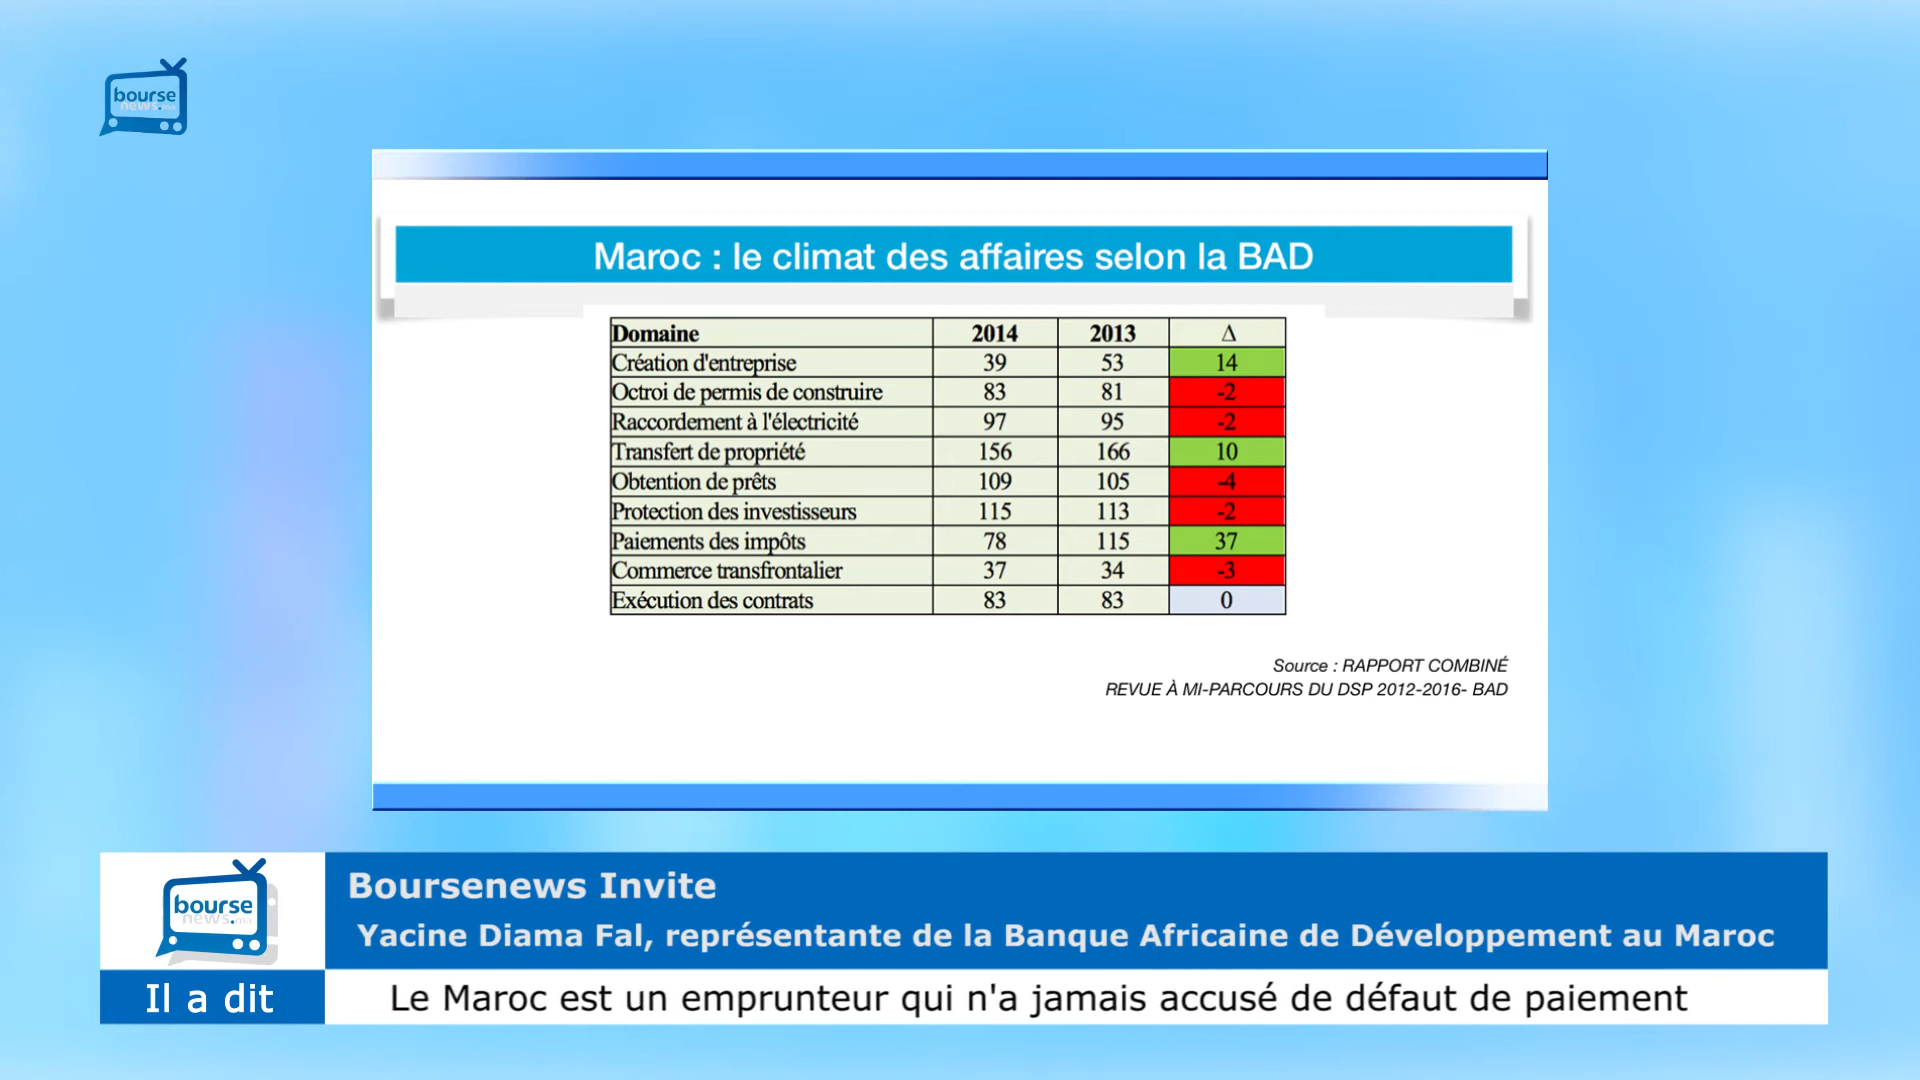 bourse
news.ma
Maroc : le climat des affaires selon la BAD
Domaine 2014 2013 Δ
Création d'entreprise 39 53 14
Octroi de permis de construire 83 81 -2
Raccordement à l'électricité 97 95 -2
Transfert de propriété 156 166 10
Obtention de prêts 109 105 -4
Protection des investisseurs 115 113 -2
Paiements des impôts 78 115 37
Commerce transfrontalier 37 34 -3
Exécution des contrats 83 83 0
Source : RAPPORT COMBINÉ
REVUE À MI-PARCOURS DU DSP 2012-2016- BAD
bourse
news.ma
Boursenews Invite
Yacine Diama Fal, représentante de la Banque Africaine de Développement au Maroc
Il a dit
Le Maroc est un emprunteur qui n'a jamais accusé de défaut de paiement